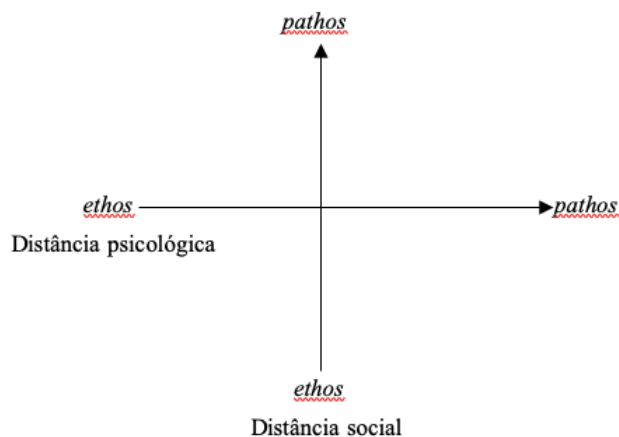 pathos
ethos pathos
Distância psicológica
ethos
Distância social